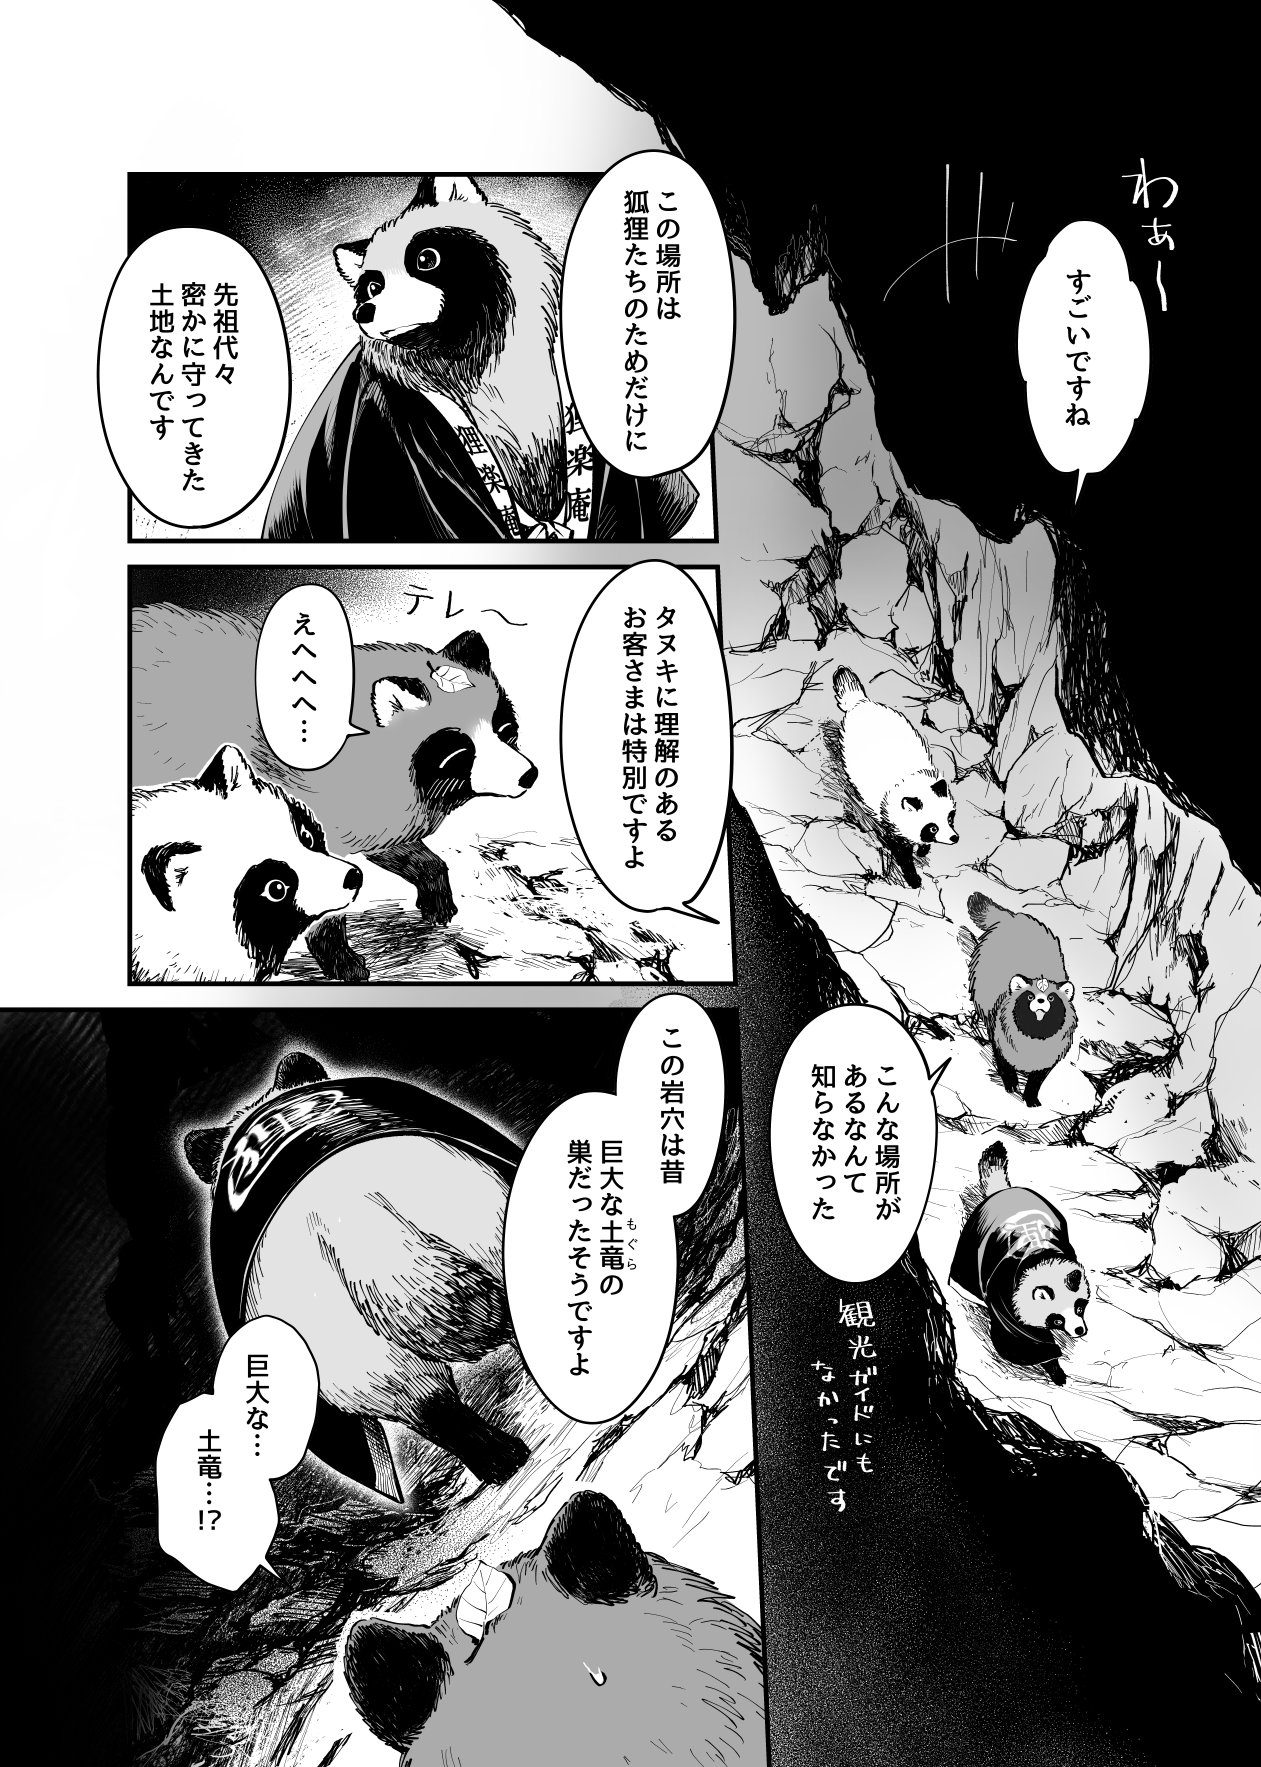 わぁ〜
すごいですね
こんな場所が
あるなんて
知らなかった
観光ガイドにも
なかったです
この場所は
狐狸たちのためだけに
先祖代々
密かに守ってきた
土地なんです
狸楽庵
狸楽庵
タヌキに理解のある
お客さまは特別ですよ
テレ〜
えへへへ…
この岩穴は昔
巨大な土竜の
もぐら
巣だったそうですよ
巨大な…
土竜…!?